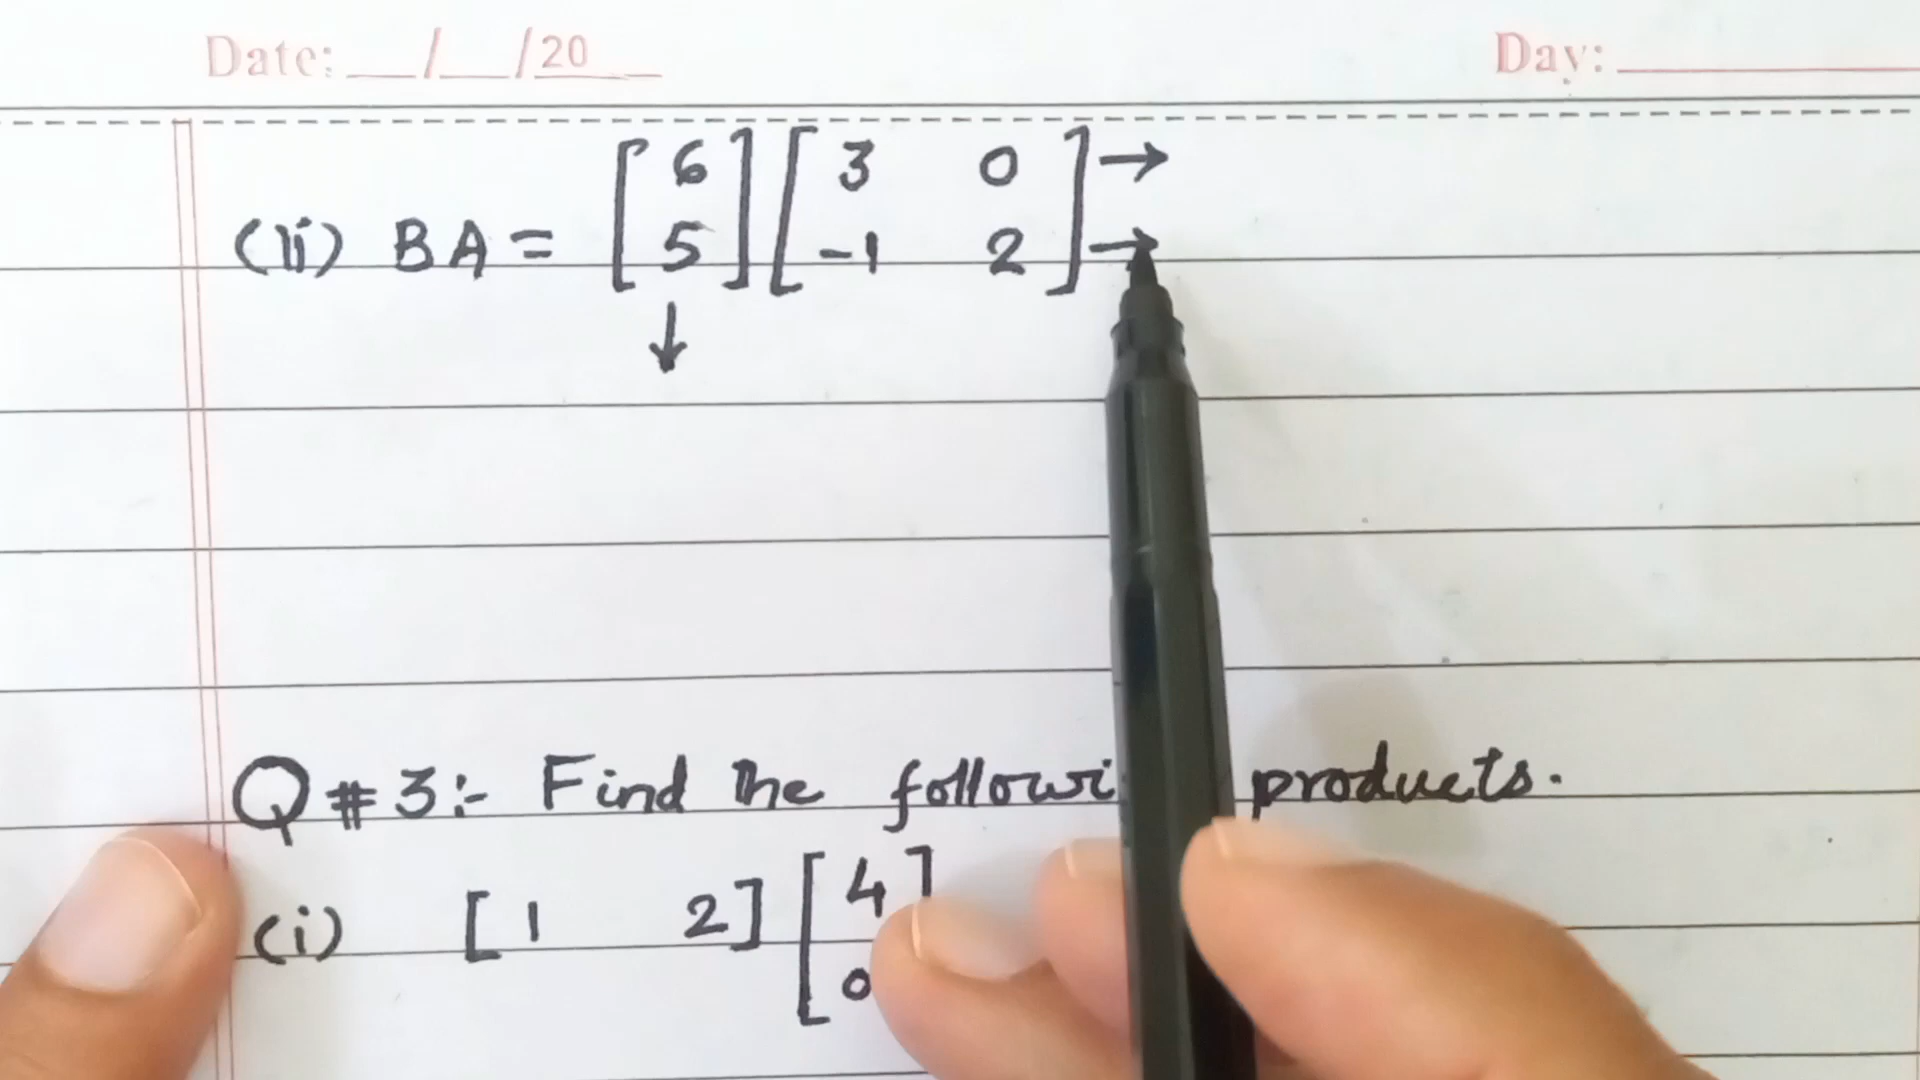 Date: __/__/20__ Day: ____
(ii) BA = [6 5] [3 0 -1 2] → →
↓
Q # 3:- Find the followi products.
(i) [1 2] [4 0]